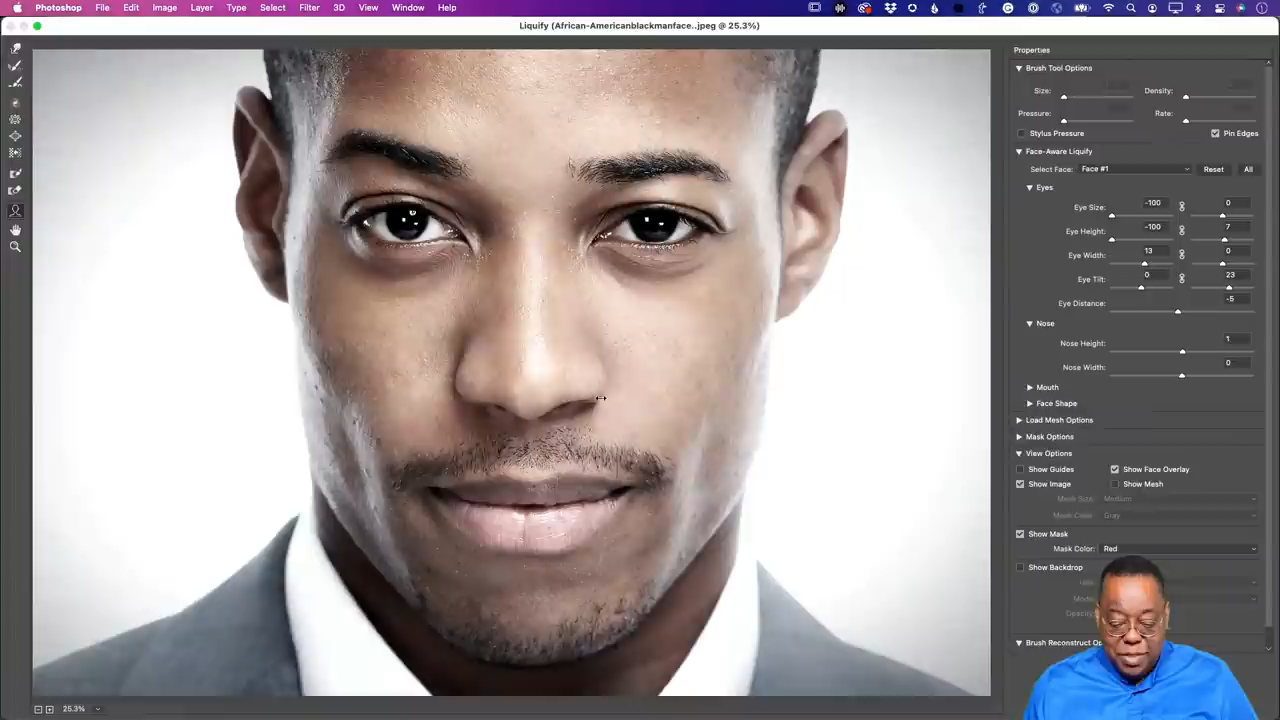 Photoshop File Edit Image Layer Type Select Filter 3D View Window Help
Liquify (African-Americanblackmanface..jpeg @ 25.3%)
Properties
Brush Tool Options
Size: Density:
Pressure: Rate:
Stylus Pressure Pin Edges
Face-Aware Liquify
Select Face: Face #1 Reset All
Eyes
Eye Size: -100 0
Eye Height: -100 7
Eye Width: 13 0
Eye Tilt: 0 23
Eye Distance: -5
Nose
Nose Height: 1
Nose Width: 0
Mouth
Face Shape
Load Mesh Options
Mask Options
View Options
Show Guides Show Face Overlay
Show Image Show Mesh
Mesh Size: Medium
Mesh Color: Gray
Show Mask
Mask Color: Red
Show Backdrop
Mode:
Opacity:
Brush Reconstruct
25.3%